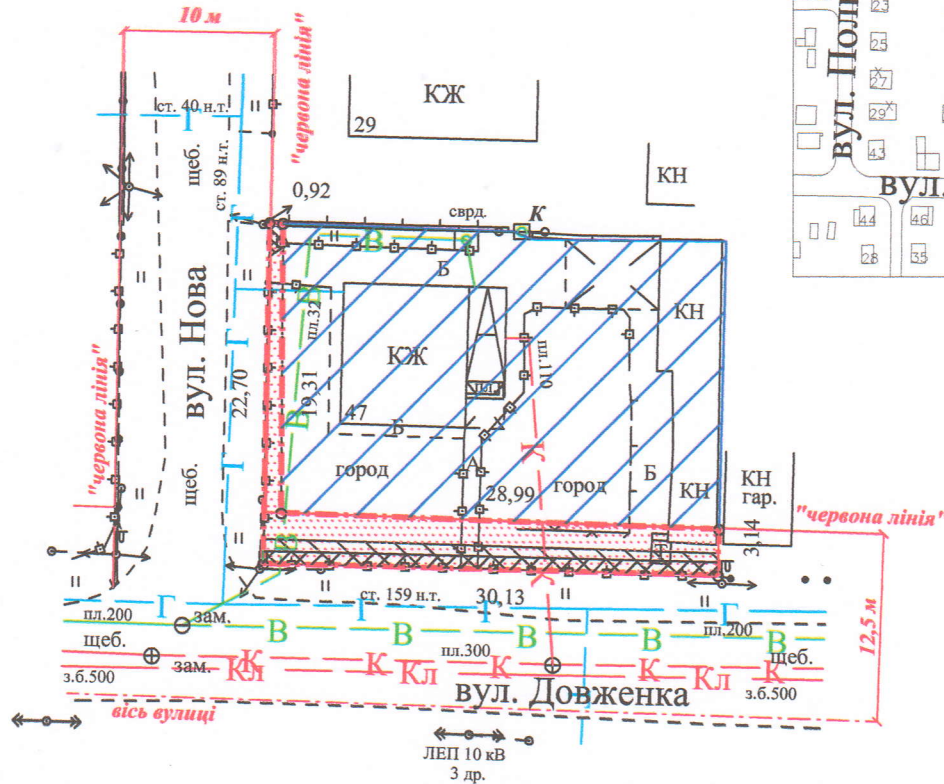 10 м
"червона лінія"
23
25
27
29
43
44
46
28
35
вул.
КЖ
29
КН
ст. 40 н.т.
Г
щеб.
ст. 89 н.т.
0,92
сврд.
К
В
Б
КН
вул. Нова
Г
22,70
пл.32
19,31
В
КЖ
пл.110
47
Б
город
А
28,99
город
Б
КН
КН
гар.
"червона лінія"
щеб.
"червона лінія"
3,14
12,5 м
К
В
ст. 159 н.т.
30,13
пл.200
Г
зам.
Г
Г
пл.200
щеб.
В
В
В
В
В
щеб.
пл.300
зам.
К
К
К
К
Кл
Кл
Кл
з.б.500
з.б.500
вул. Довженка
вісь вулиці
ЛЕП 10 кВ
3 др.